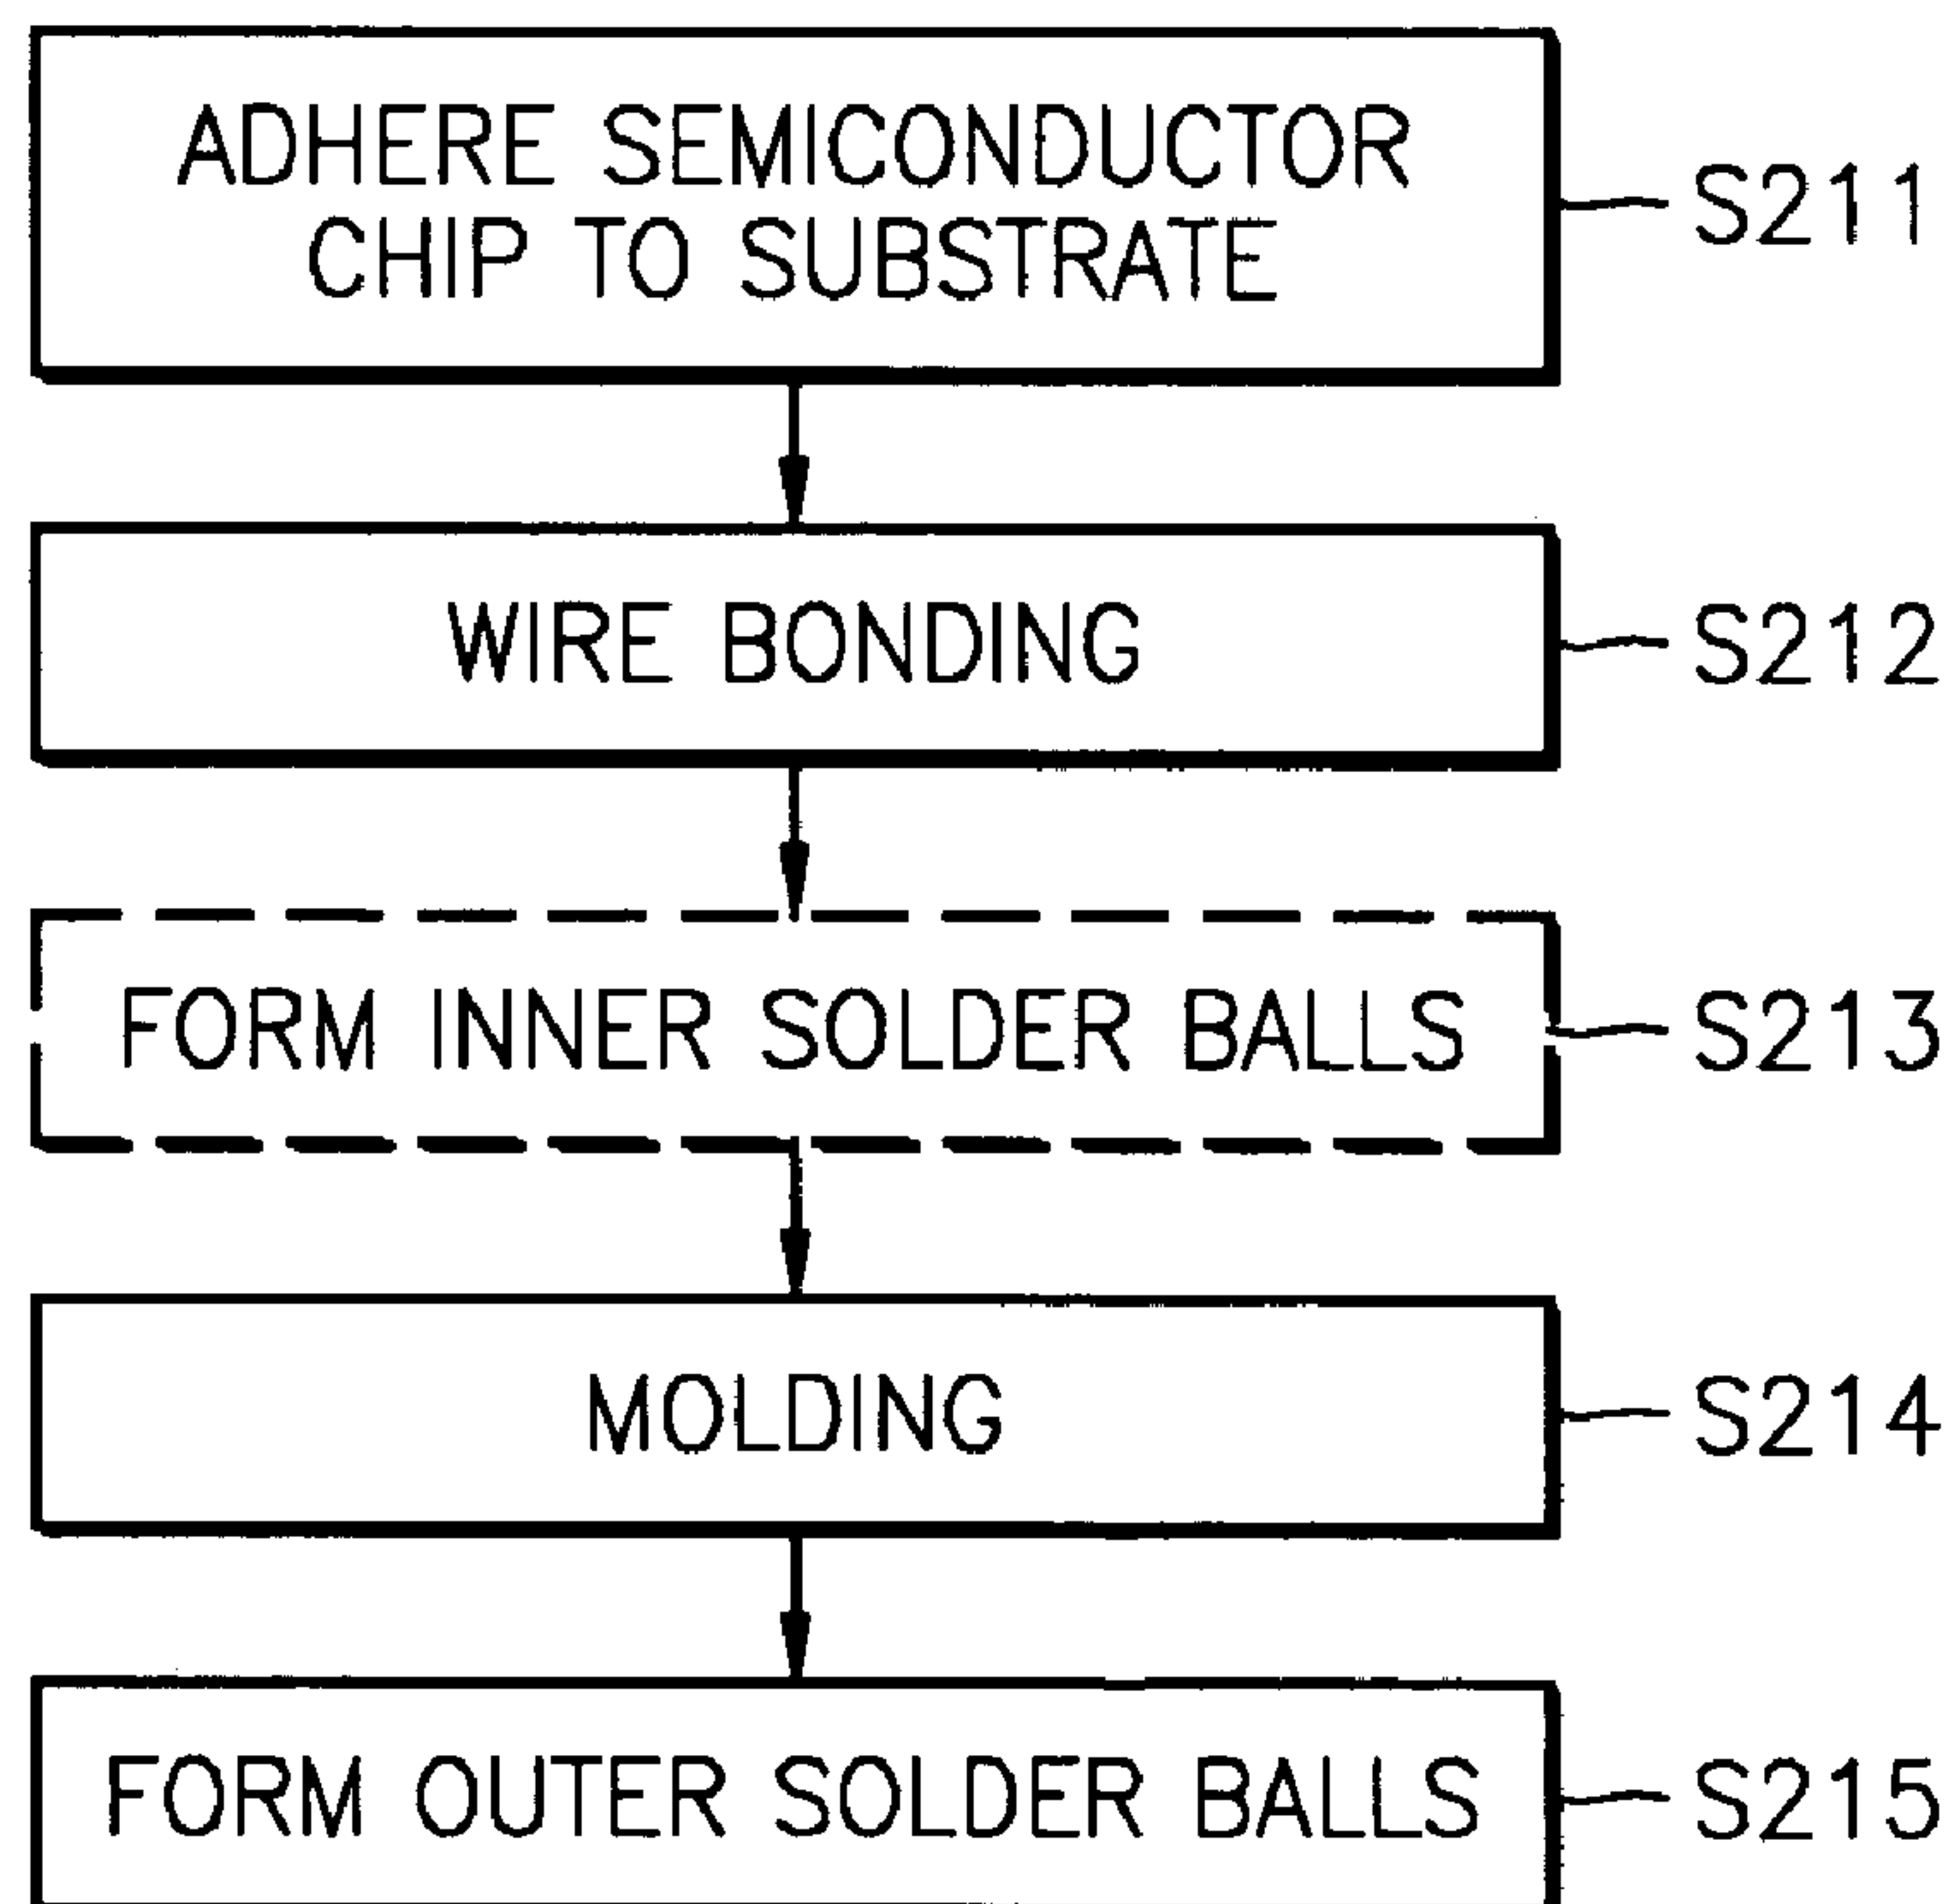 ADHERE SEMICONDUCTOR
CHIP TO SUBSTRATE
S211
WIRE BONDING
S212
FORM INNER SOLDER BALLS
S213
MOLDING
S214
FORM OUTER SOLDER BALLS
S215